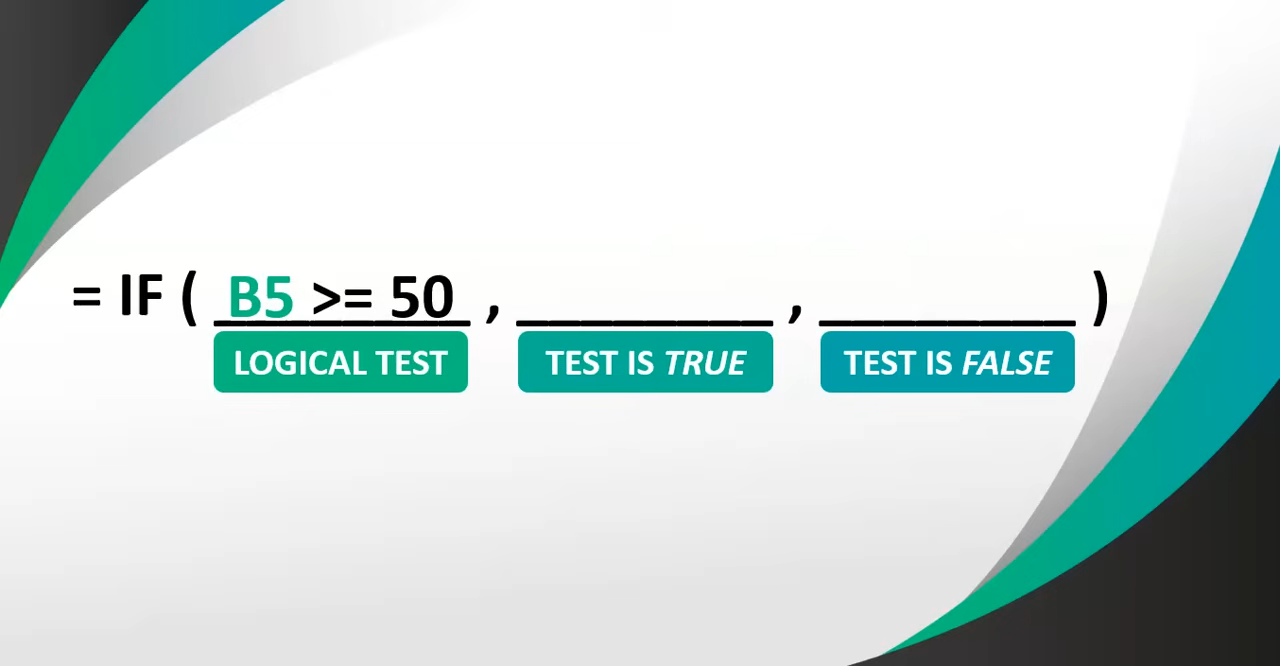 = IF ( B5 >= 50 , ________ , ________ )
LOGICAL TEST TEST IS TRUE TEST IS FALSE